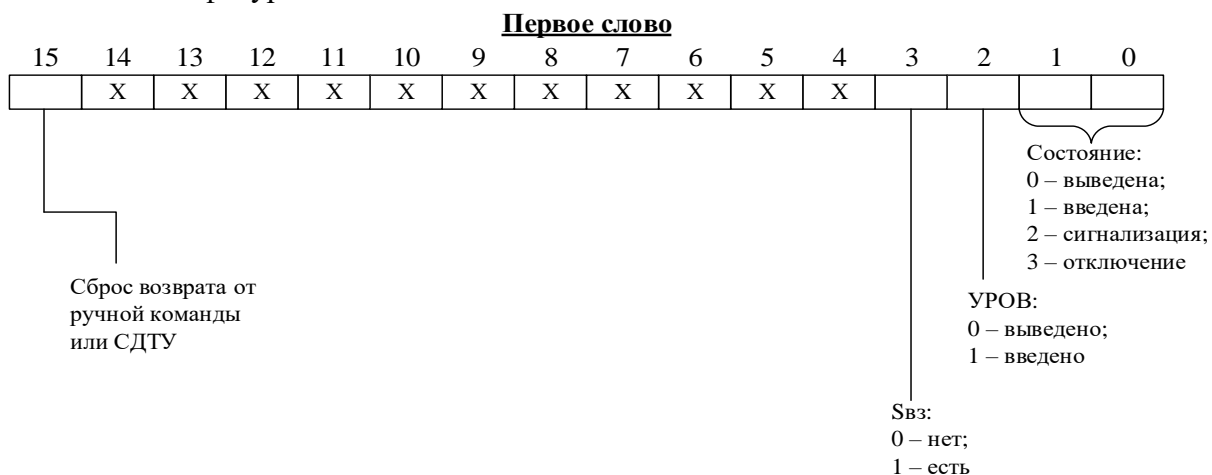 Первое слово
15 14 13 12 11 10 9 8 7 6 5 4 3 2 1 0
X X X X X X X X X X X
Состояние:
0 – выведена;
1 – введена;
2 – сигнализация;
3 – отключение
Сброс возврата от
ручной команды
или СДТУ
УРОВ:
0 – выведено;
1 – введено
Sвз:
0 – нет;
1 – есть